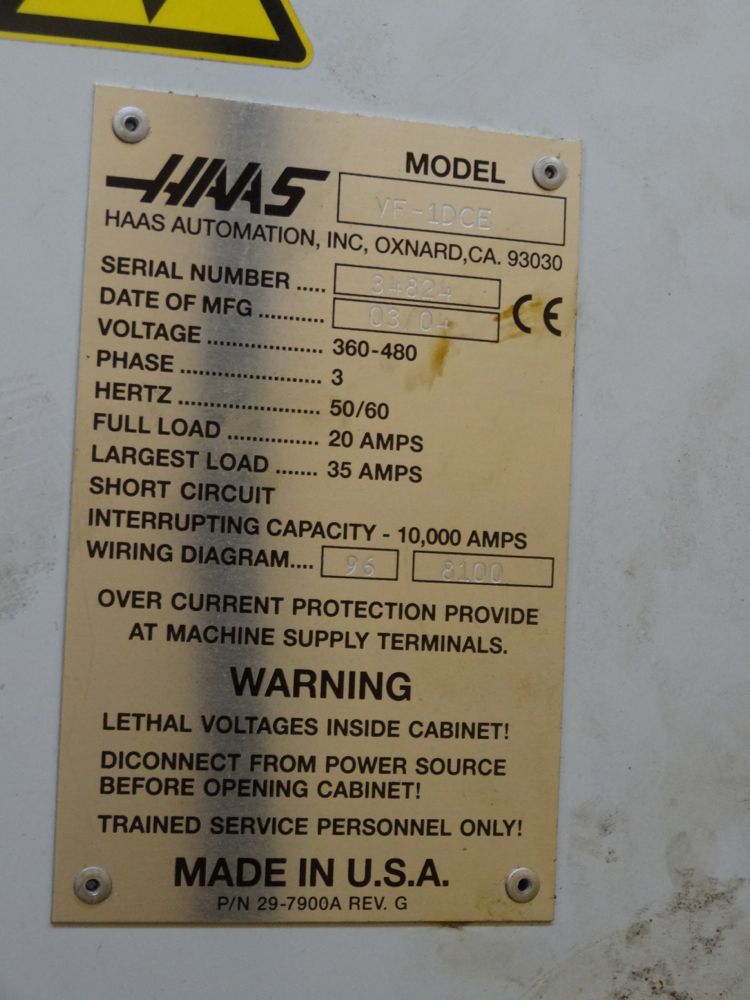 HAAS
MODEL VF-1DCE
HAAS AUTOMATION, INC, OXNARD,CA. 93030
SERIAL NUMBER ..... 34824
DATE OF MFG .......... 03/04
CE
VOLTAGE .................. 360-480
PHASE ...................... 3
HERTZ ...................... 50/60
FULL LOAD .............. 20 AMPS
LARGEST LOAD ....... 35 AMPS
SHORT CIRCUIT
INTERRUPTING CAPACITY - 10,000 AMPS
WIRING DIAGRAM.... 96 8100
OVER CURRENT PROTECTION PROVIDE
AT MACHINE SUPPLY TERMINALS.
WARNING
LETHAL VOLTAGES INSIDE CABINET!
DICONNECT FROM POWER SOURCE
BEFORE OPENING CABINET!
TRAINED SERVICE PERSONNEL ONLY!
MADE IN U.S.A.
P/N 29-7900A REV. G